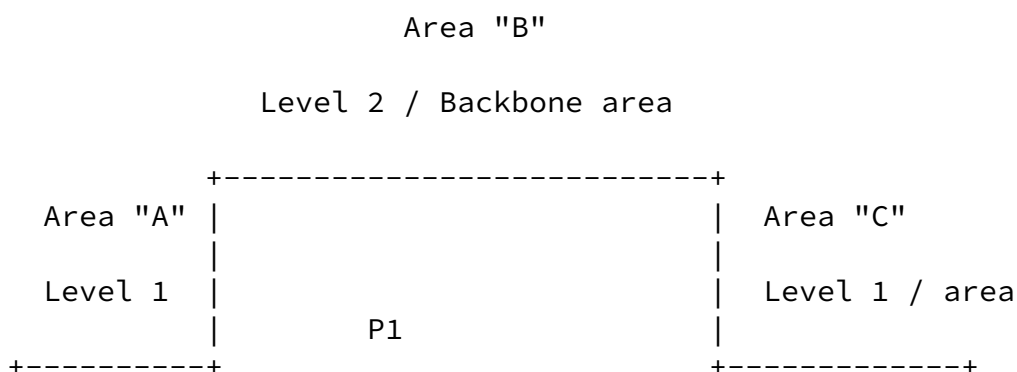 Area "B"
Level 2 / Backbone area
+---------------------------+
Area "A" | | Area "C"
| |
Level 1 | | Level 1 / area
| P1 |
+-----------+ +-------------+